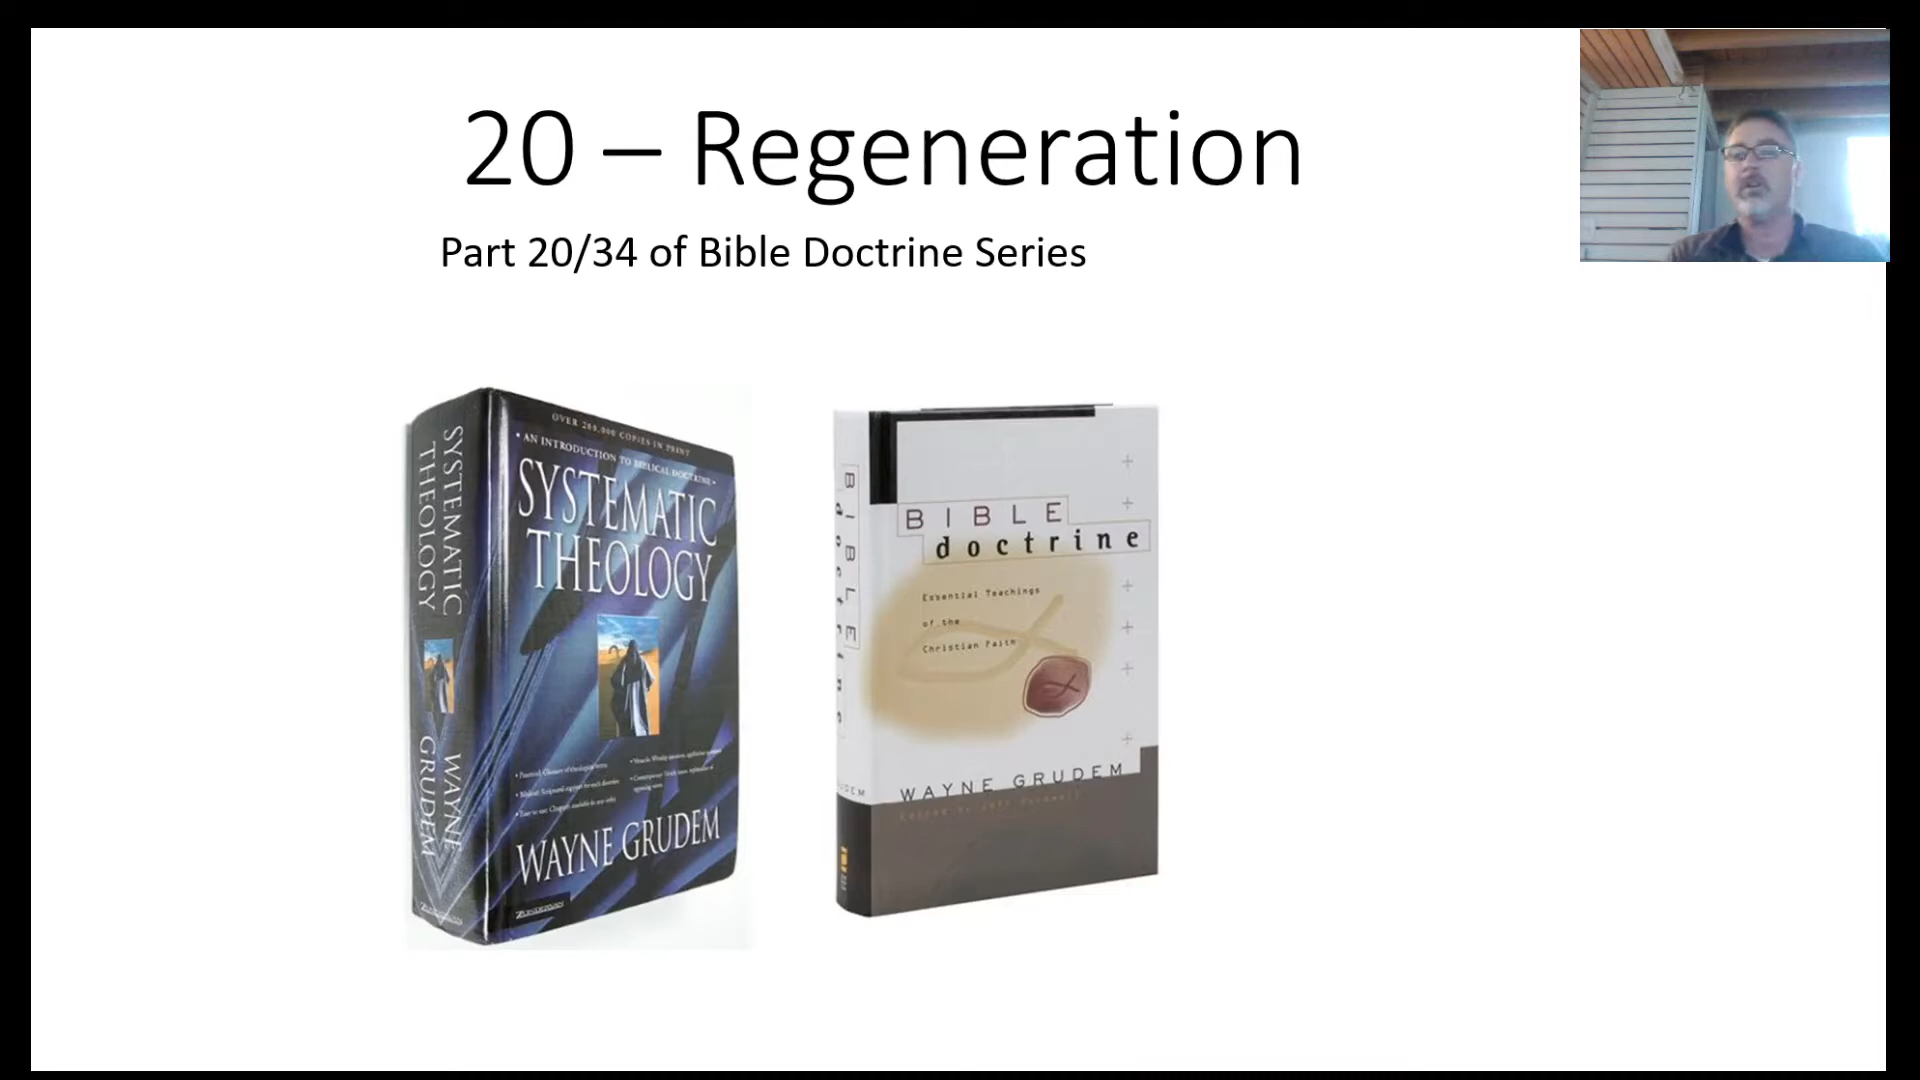 20 – Regeneration
Part 20/34 of Bible Doctrine Series
OVER 200,000 COPIES IN PRINT
• AN INTRODUCTION TO BIBLICAL DOCTRINE •
SYSTEMATIC
THEOLOGY
WAYNE GRUDEM
ZONDERVAN
SYSTEMATIC
THEOLOGY
WAYNE
GRUDEM
BIBLE
doctrine
Essential Teachings
of the
Christian Faith
WAYNE GRUDEM
BIBLE
doctrine
UDEM